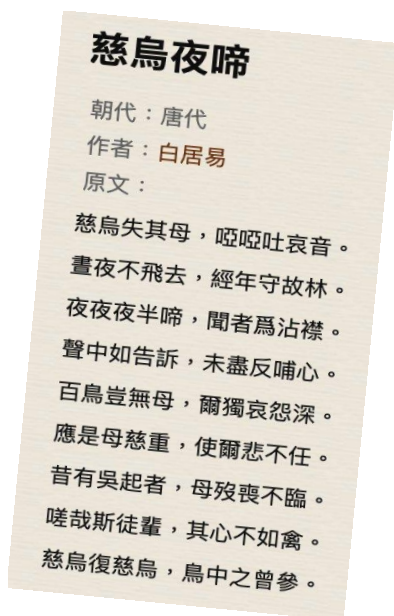 慈烏夜啼
朝代：唐代
作者：白居易
原文：
慈烏失其母，啞啞吐哀音。
晝夜不飛去，經年守故林。
夜夜夜半啼，聞者爲沾襟。
聲中如告訴，未盡反哺心。
百鳥豈無母，爾獨哀怨深。
應是母慈重，使爾悲不任。
昔有吳起者，母歿喪不臨。
嗟哉斯徒輩，其心不如禽。
慈烏復慈烏，鳥中之曾參。